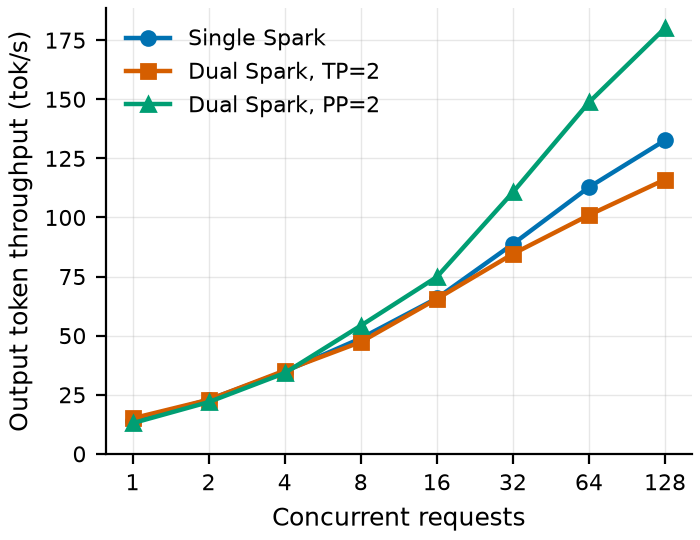 Single Spark
Dual Spark, TP=2
Dual Spark, PP=2
Output token throughput (tok/s)
175
150
125
100
75
50
25
0
1 2 4 8 16 32 64 128
Concurrent requests